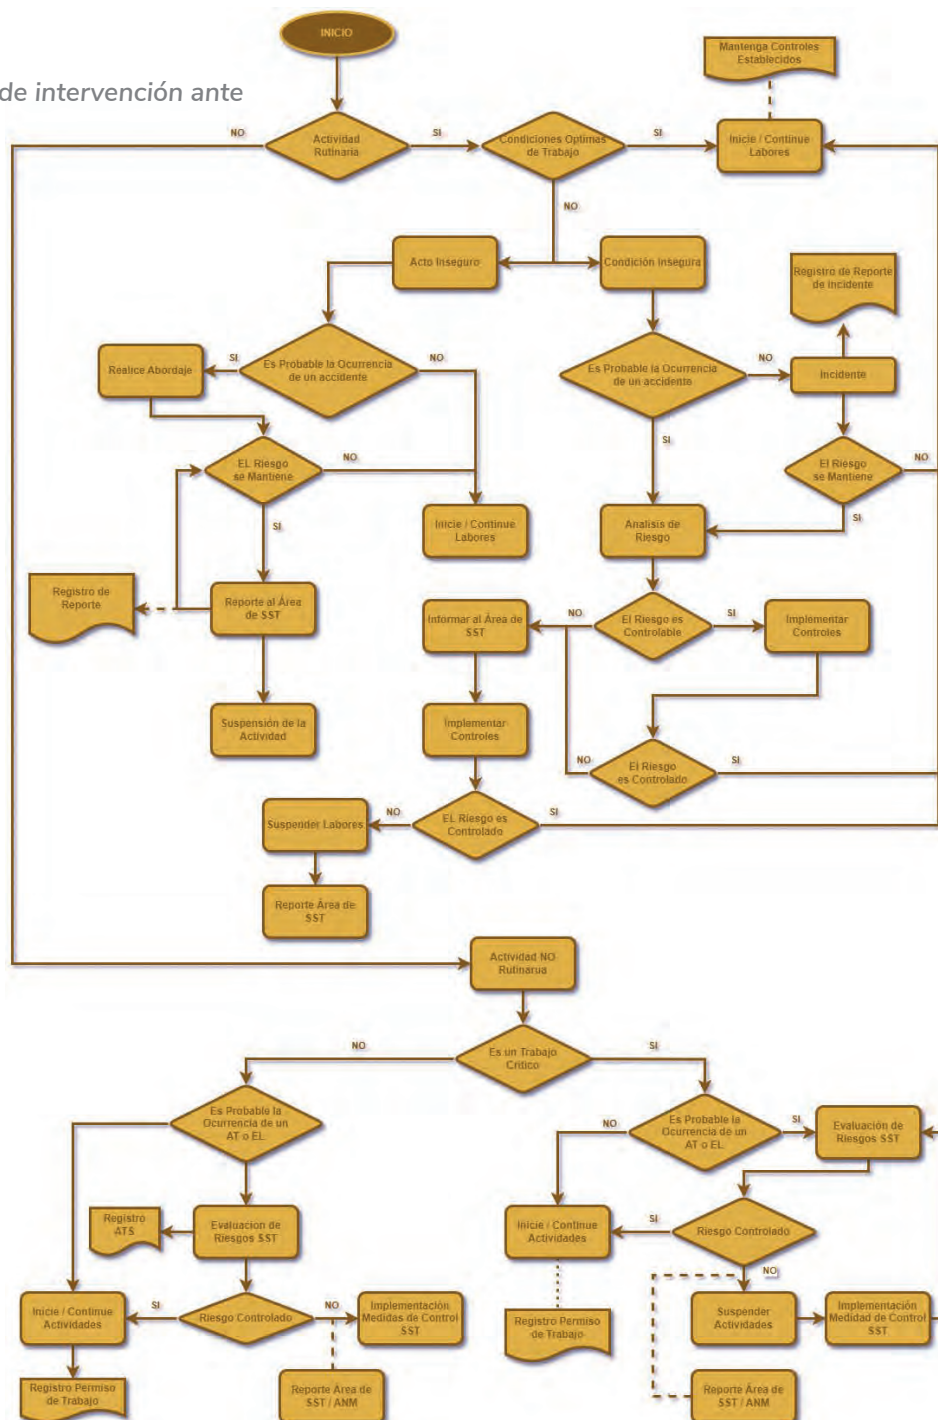 INICIO
de intervención ante
Mantenga Controles
Establecidos
NO
Actividad
Rutinaria
SI
Condiciones Optimas
de Trabajo
SI
Inicie / Continue
Labores
NO
Acto Inseguro
Condición Insegura
Registro de Reporte
de Incidente
Realice Abordaje
SI
Es Probable la Ocurrencia
de un accidente
NO
Es Probable la Ocurrencia
de un accidente
NO
Incidente
SI
EL Riesgo
se Mantiene
NO
El Riesgo
se Mantiene
NO
SI
Inicie / Continue
Labores
Analisis de
Riesgo
SI
Registro de
Reporte
Reporte al Área
de SST
Informar al Área de
SST
NO
El Riesgo es
Controlable
SI
Implementar
Controles
Suspensión de la
Actividad
Implementar
Controles
NO
El Riesgo
es Controlado
SI
Suspender Labores
NO
EL Riesgo es
Controlado
SI
Reporte Área de
SST
Actividad NO
Rutinarua
NO
Es un Trabajo
Critico
SI
Es Probable la
Ocurrencia de un
AT o EL
NO
Es Probable la
Ocurrencia de un
AT o EL
SI
Evaluación de
Riesgos SST
Registro
ATS
Evaluacion de
Riesgos SST
Inicie / Continue
Actividades
SI
Riesgo Controlado
NO
Inicie / Continue
Actividades
SI
Riesgo Controlado
NO
Implementación
Medidas de Control
SST
Registro Permiso
de Trabajo
Suspender
Actividades
Implementación
Medidad de Control
SST
Registro Permiso
de Trabajo
Reporte Área de
SST / ANM
Reporte Área de
SST / ANM